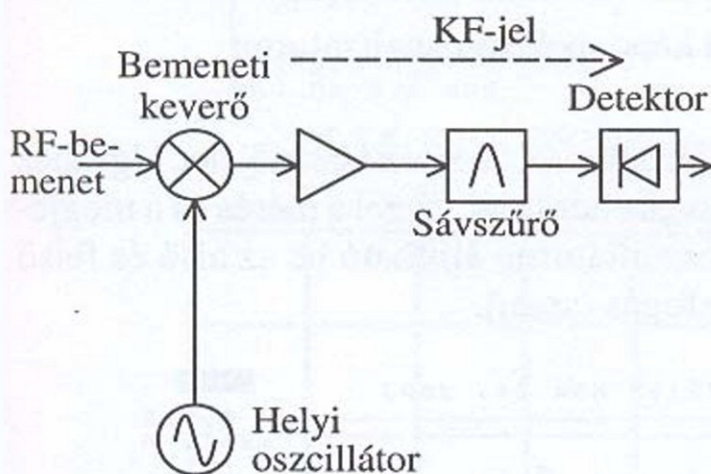 KF-jel
Bemeneti
keverő
Detektor
RF-be-
menet
Sávszűrő
Helyi
oszcillátor